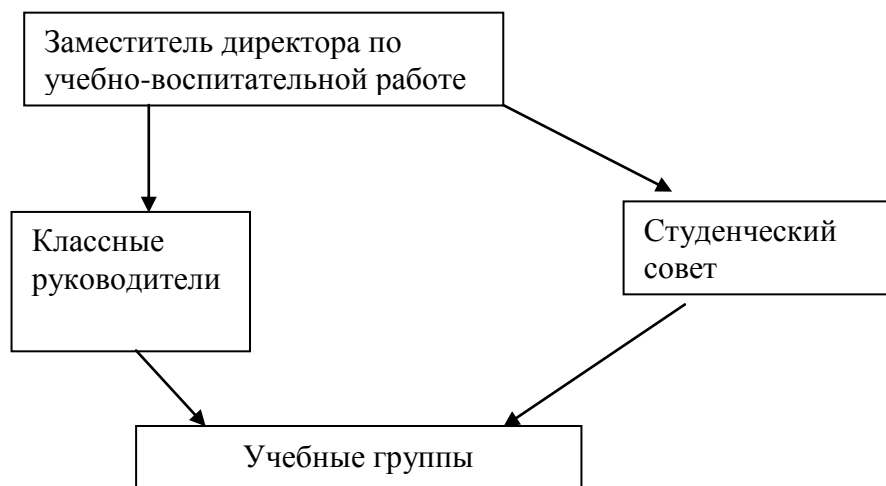 Заместитель директора по
учебно-воспитательной работе
Классные
руководители
Студенческий
совет
Учебные группы